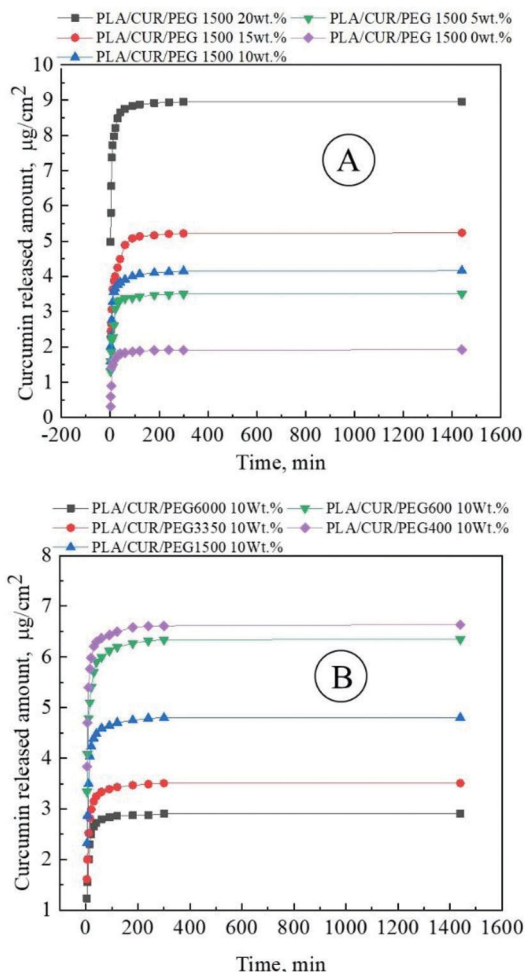 PLA/CUR/PEG 1500 20wt.% PLA/CUR/PEG 1500 5wt.%
PLA/CUR/PEG 1500 15wt.% PLA/CUR/PEG 1500 0wt.%
PLA/CUR/PEG 1500 10wt.%
Curcumin released amount, µg/cm²
10
9
8
7
6
5
4
3
2
1
0
A
-200 0 200 400 600 800 1000 1200 1400 1600
Time, min
PLA/CUR/PEG6000 10Wt.% PLA/CUR/PEG600 10Wt.%
PLA/CUR/PEG3350 10Wt.% PLA/CUR/PEG400 10Wt.%
PLA/CUR/PEG1500 10Wt.%
Curcumin released amount, µg/cm²
8
7
6
5
4
3
2
1
B
0 200 400 600 800 1000 1200 1400 1600
Time, min